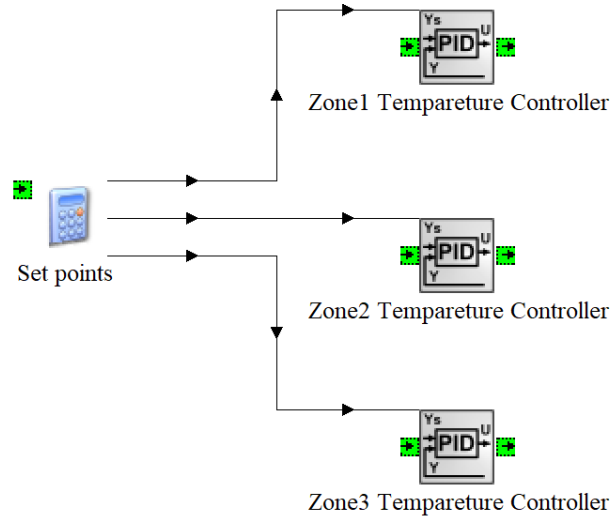 Ys
U
PID
Y
Zone1 Tempareture Controller
Set points
Ys
U
PID
Y
Zone2 Tempareture Controller
Ys
U
PID
Y
Zone3 Tempareture Controller